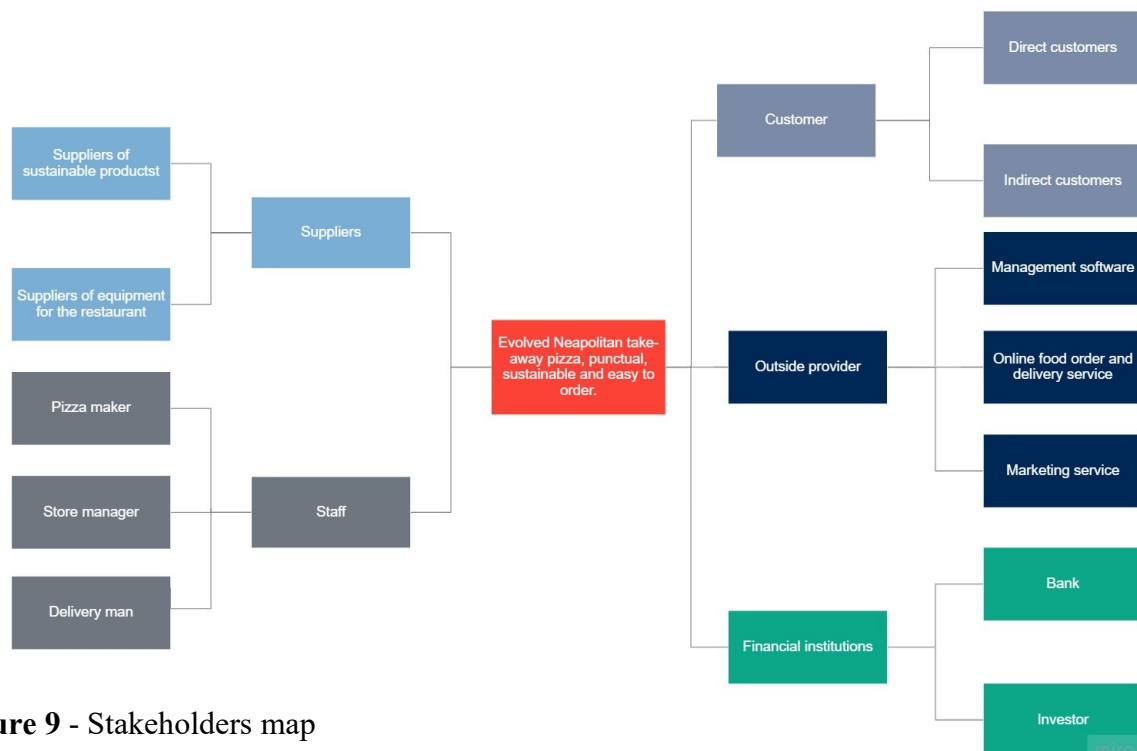 Direct customers
Customer
Suppliers of
sustainable productst
Indirect customers
Suppliers
Management software
Suppliers of equipment
for the restaurant
Evolved Neapolitan take-
away pizza, punctual,
sustainable and easy to
order.
Outside provider
Online food order and
delivery service
Pizza maker
Marketing service
Store manager
Staff
Bank
Delivery man
Financial institutions
Investor
ure 9 - Stakeholders map
miro